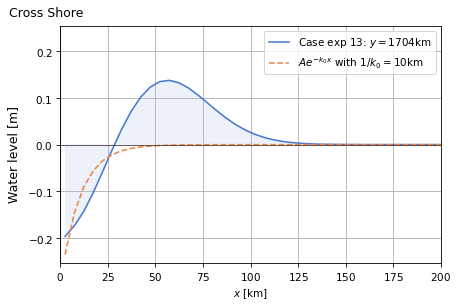 Cross Shore
Case exp 13: y = 1704km
Ae^{-k_0x} with 1/k_0 = 10km
Water level [m]
0.2
0.1
0.0
−0.1
−0.2
0 25 50 75 100 125 150 175 200
x [km]